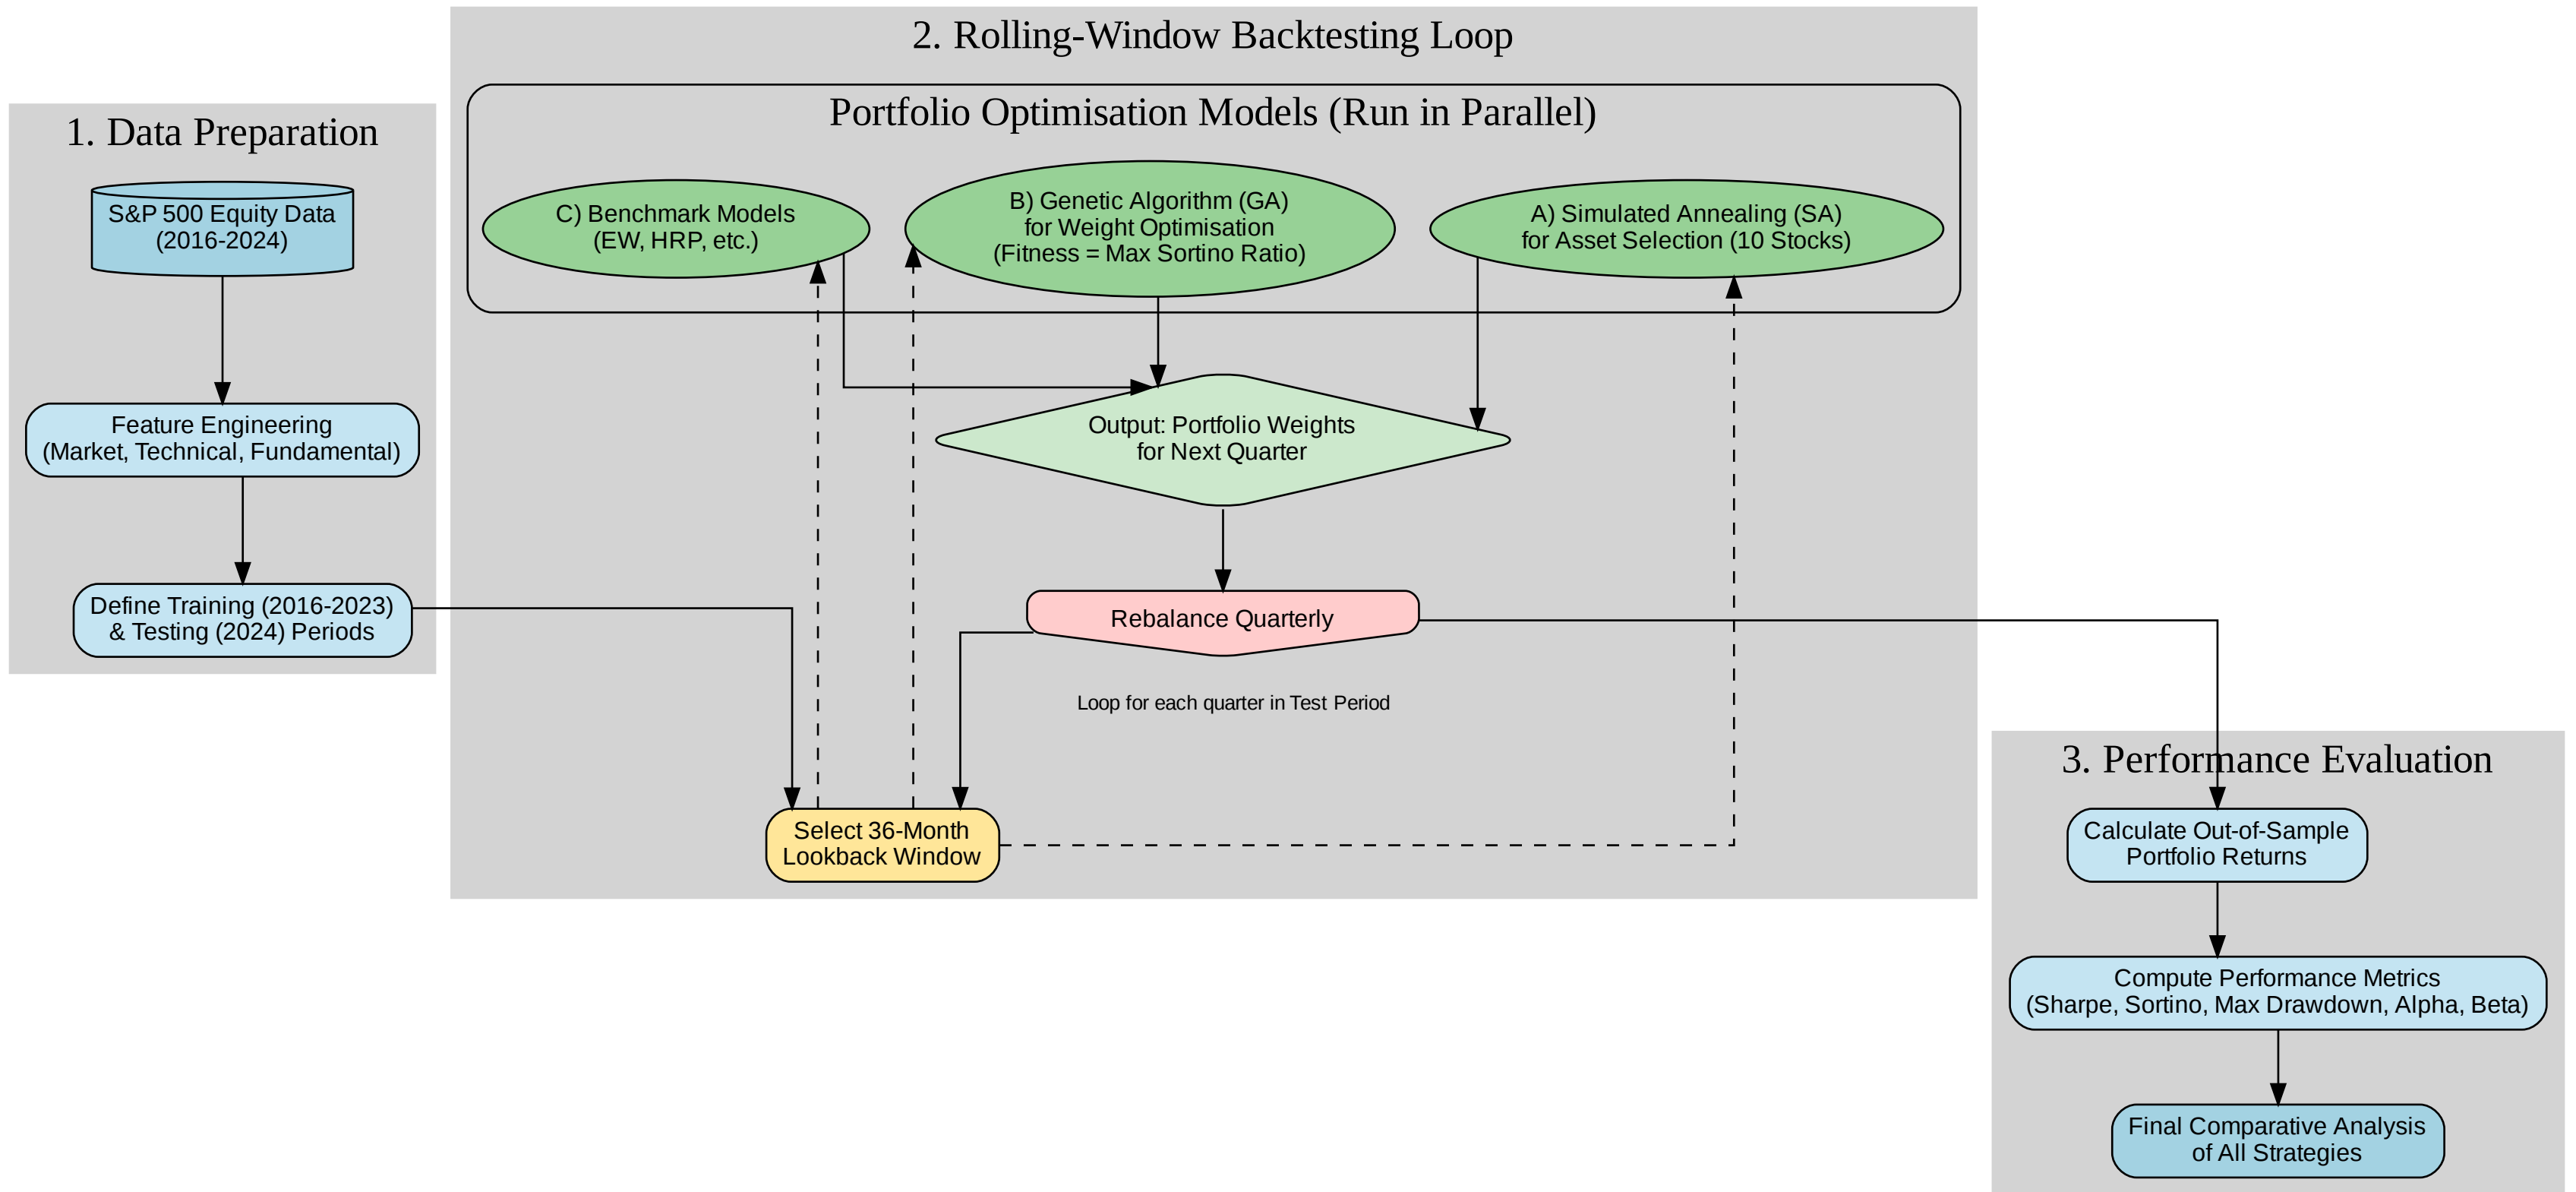 1. Data Preparation
S&P 500 Equity Data
(2016-2024)
Feature Engineering
(Market, Technical, Fundamental)
Define Training (2016-2023)
& Testing (2024) Periods
2. Rolling-Window Backtesting Loop
Portfolio Optimisation Models (Run in Parallel)
C) Benchmark Models
(EW, HRP, etc.)
B) Genetic Algorithm (GA)
for Weight Optimisation
(Fitness = Max Sortino Ratio)
A) Simulated Annealing (SA)
for Asset Selection (10 Stocks)
Output: Portfolio Weights
for Next Quarter
Rebalance Quarterly
Loop for each quarter in Test Period
Select 36-Month
Lookback Window
3. Performance Evaluation
Calculate Out-of-Sample
Portfolio Returns
Compute Performance Metrics
(Sharpe, Sortino, Max Drawdown, Alpha, Beta)
Final Comparative Analysis
of All Strategies